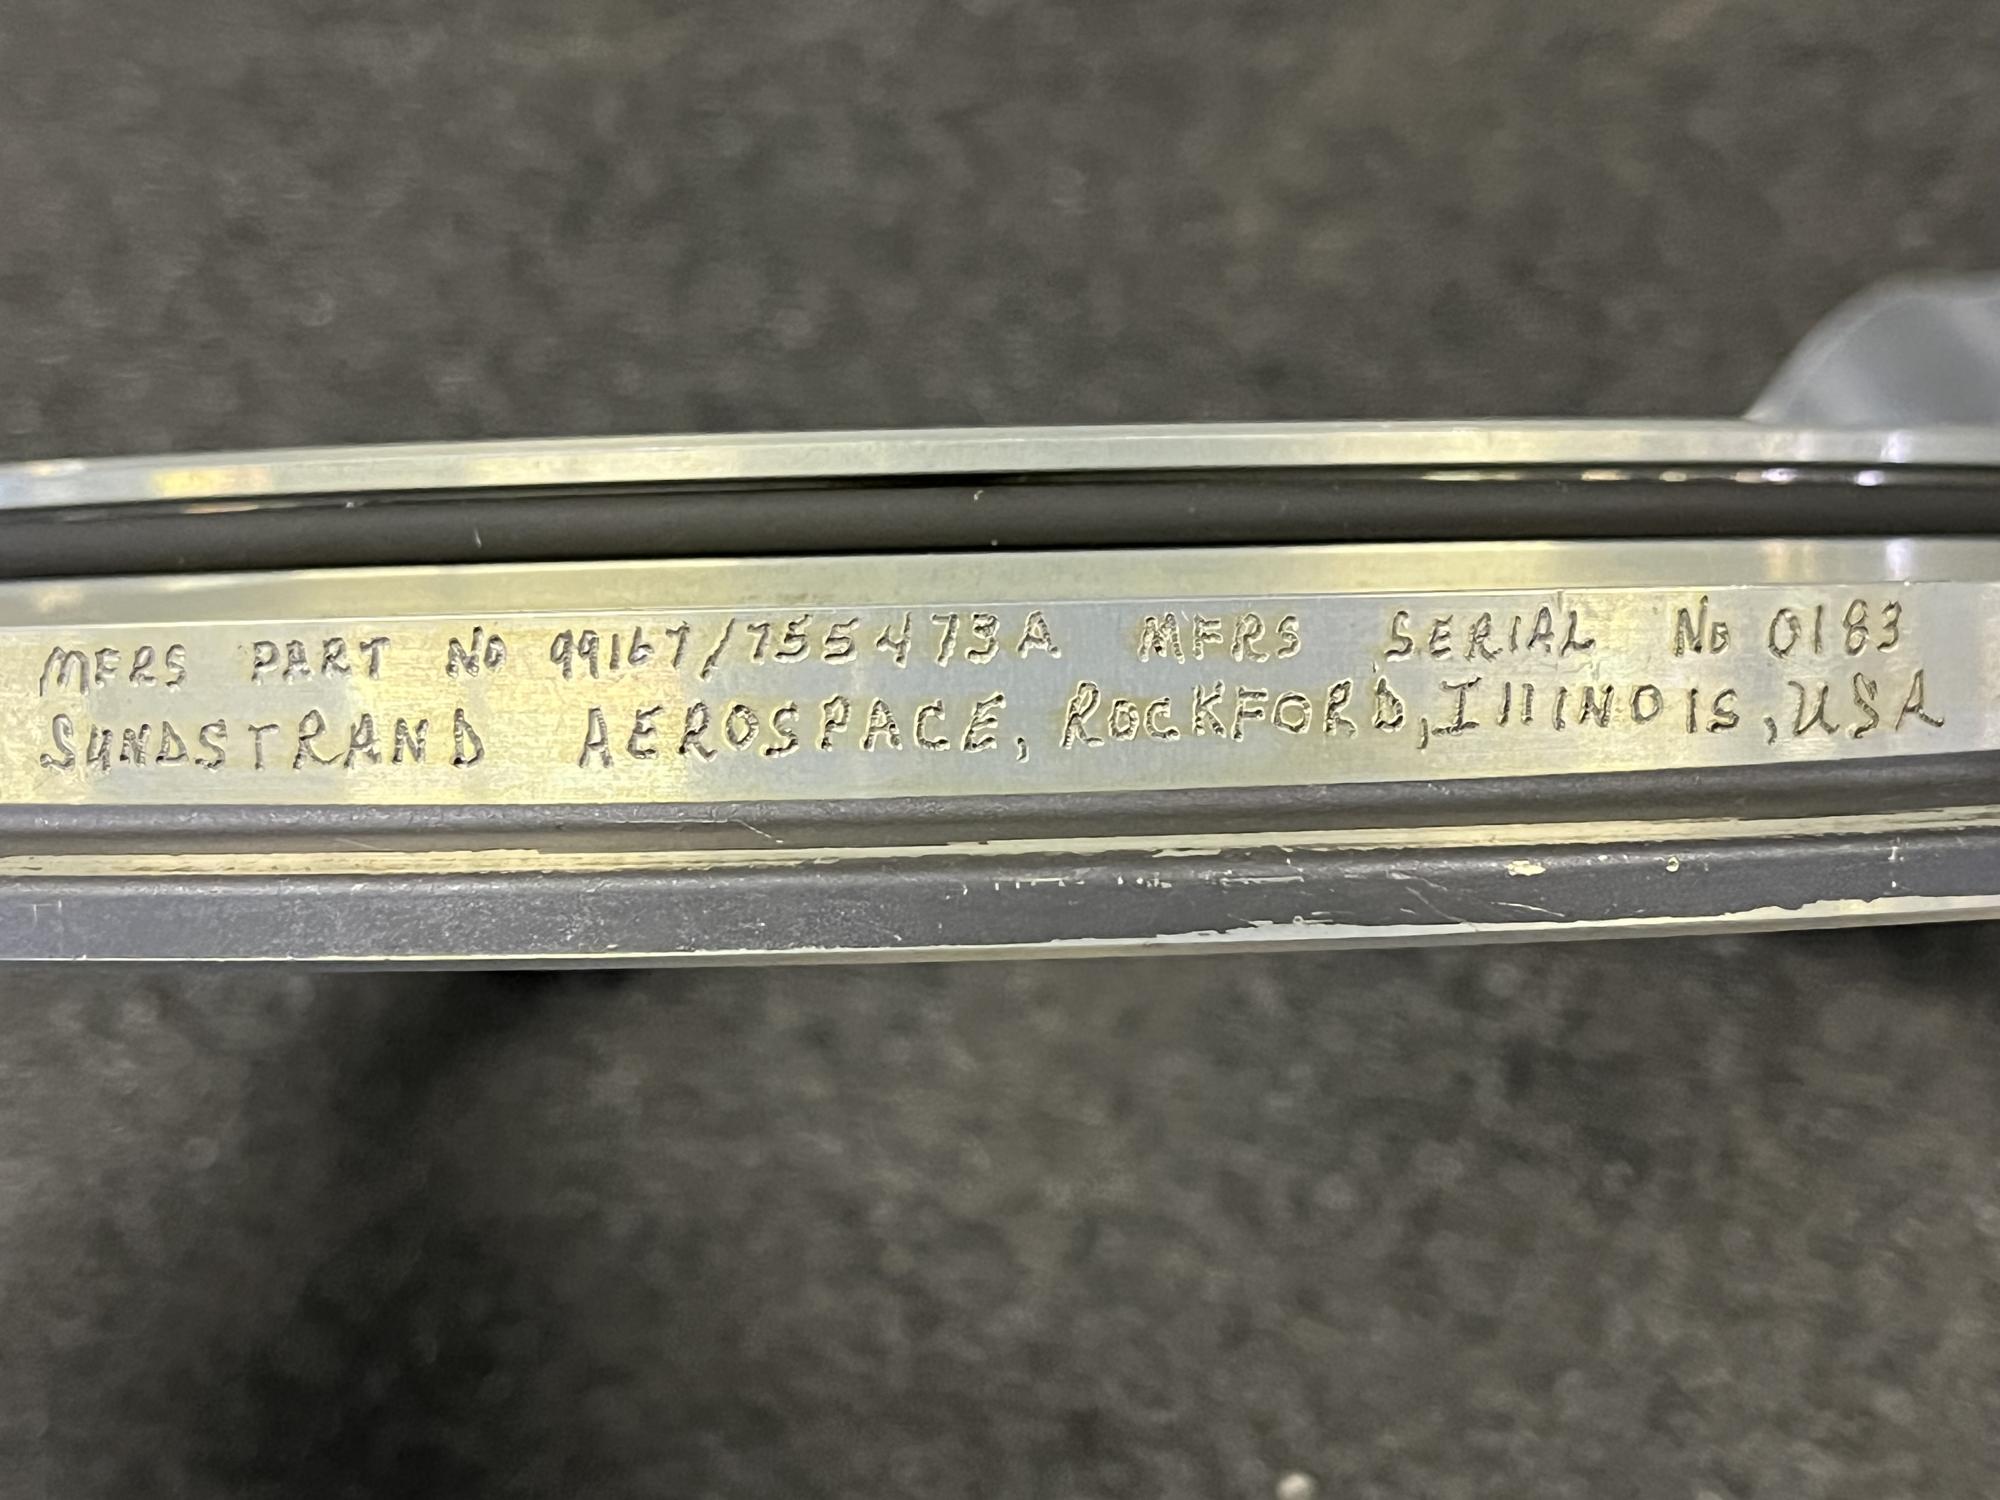 MFRS PART NO 99167/755473A MFRS SERIAL NO 0183
SUNDSTRAND AEROSPACE, ROCKFORD, ILLINOIS, USA